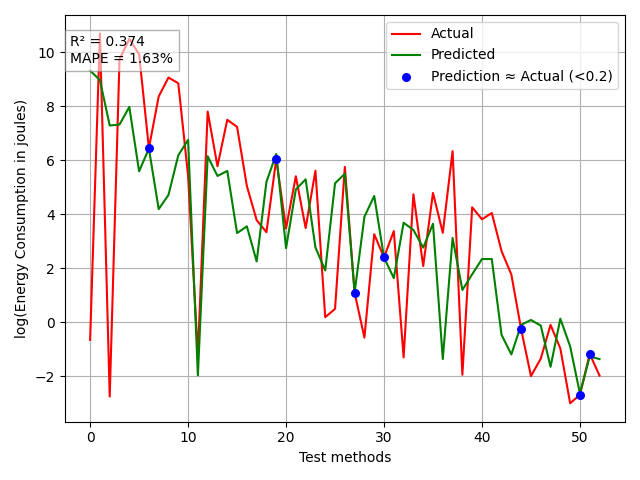 R² = 0.374
MAPE = 1.63%
Actual
Predicted
Prediction ≈ Actual (<0.2)
log(Energy Consumption in joules)
10
8
6
4
2
0
−2
0 10 20 30 40 50
Test methods